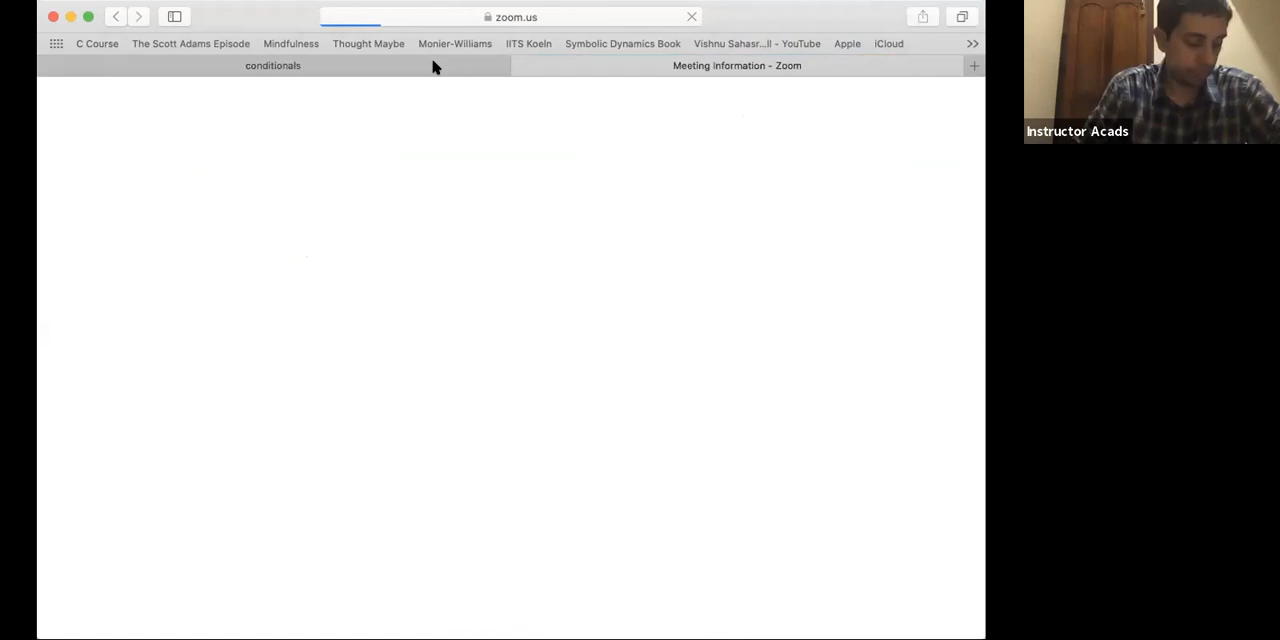 zoom.us
C Course The Scott Adams Episode Mindfulness Thought Maybe Monier-Williams IITS Koeln Symbolic Dynamics Book Vishnu Sahasr...ll - YouTube Apple iCloud
conditionals Meeting Information - Zoom
Instructor Acads